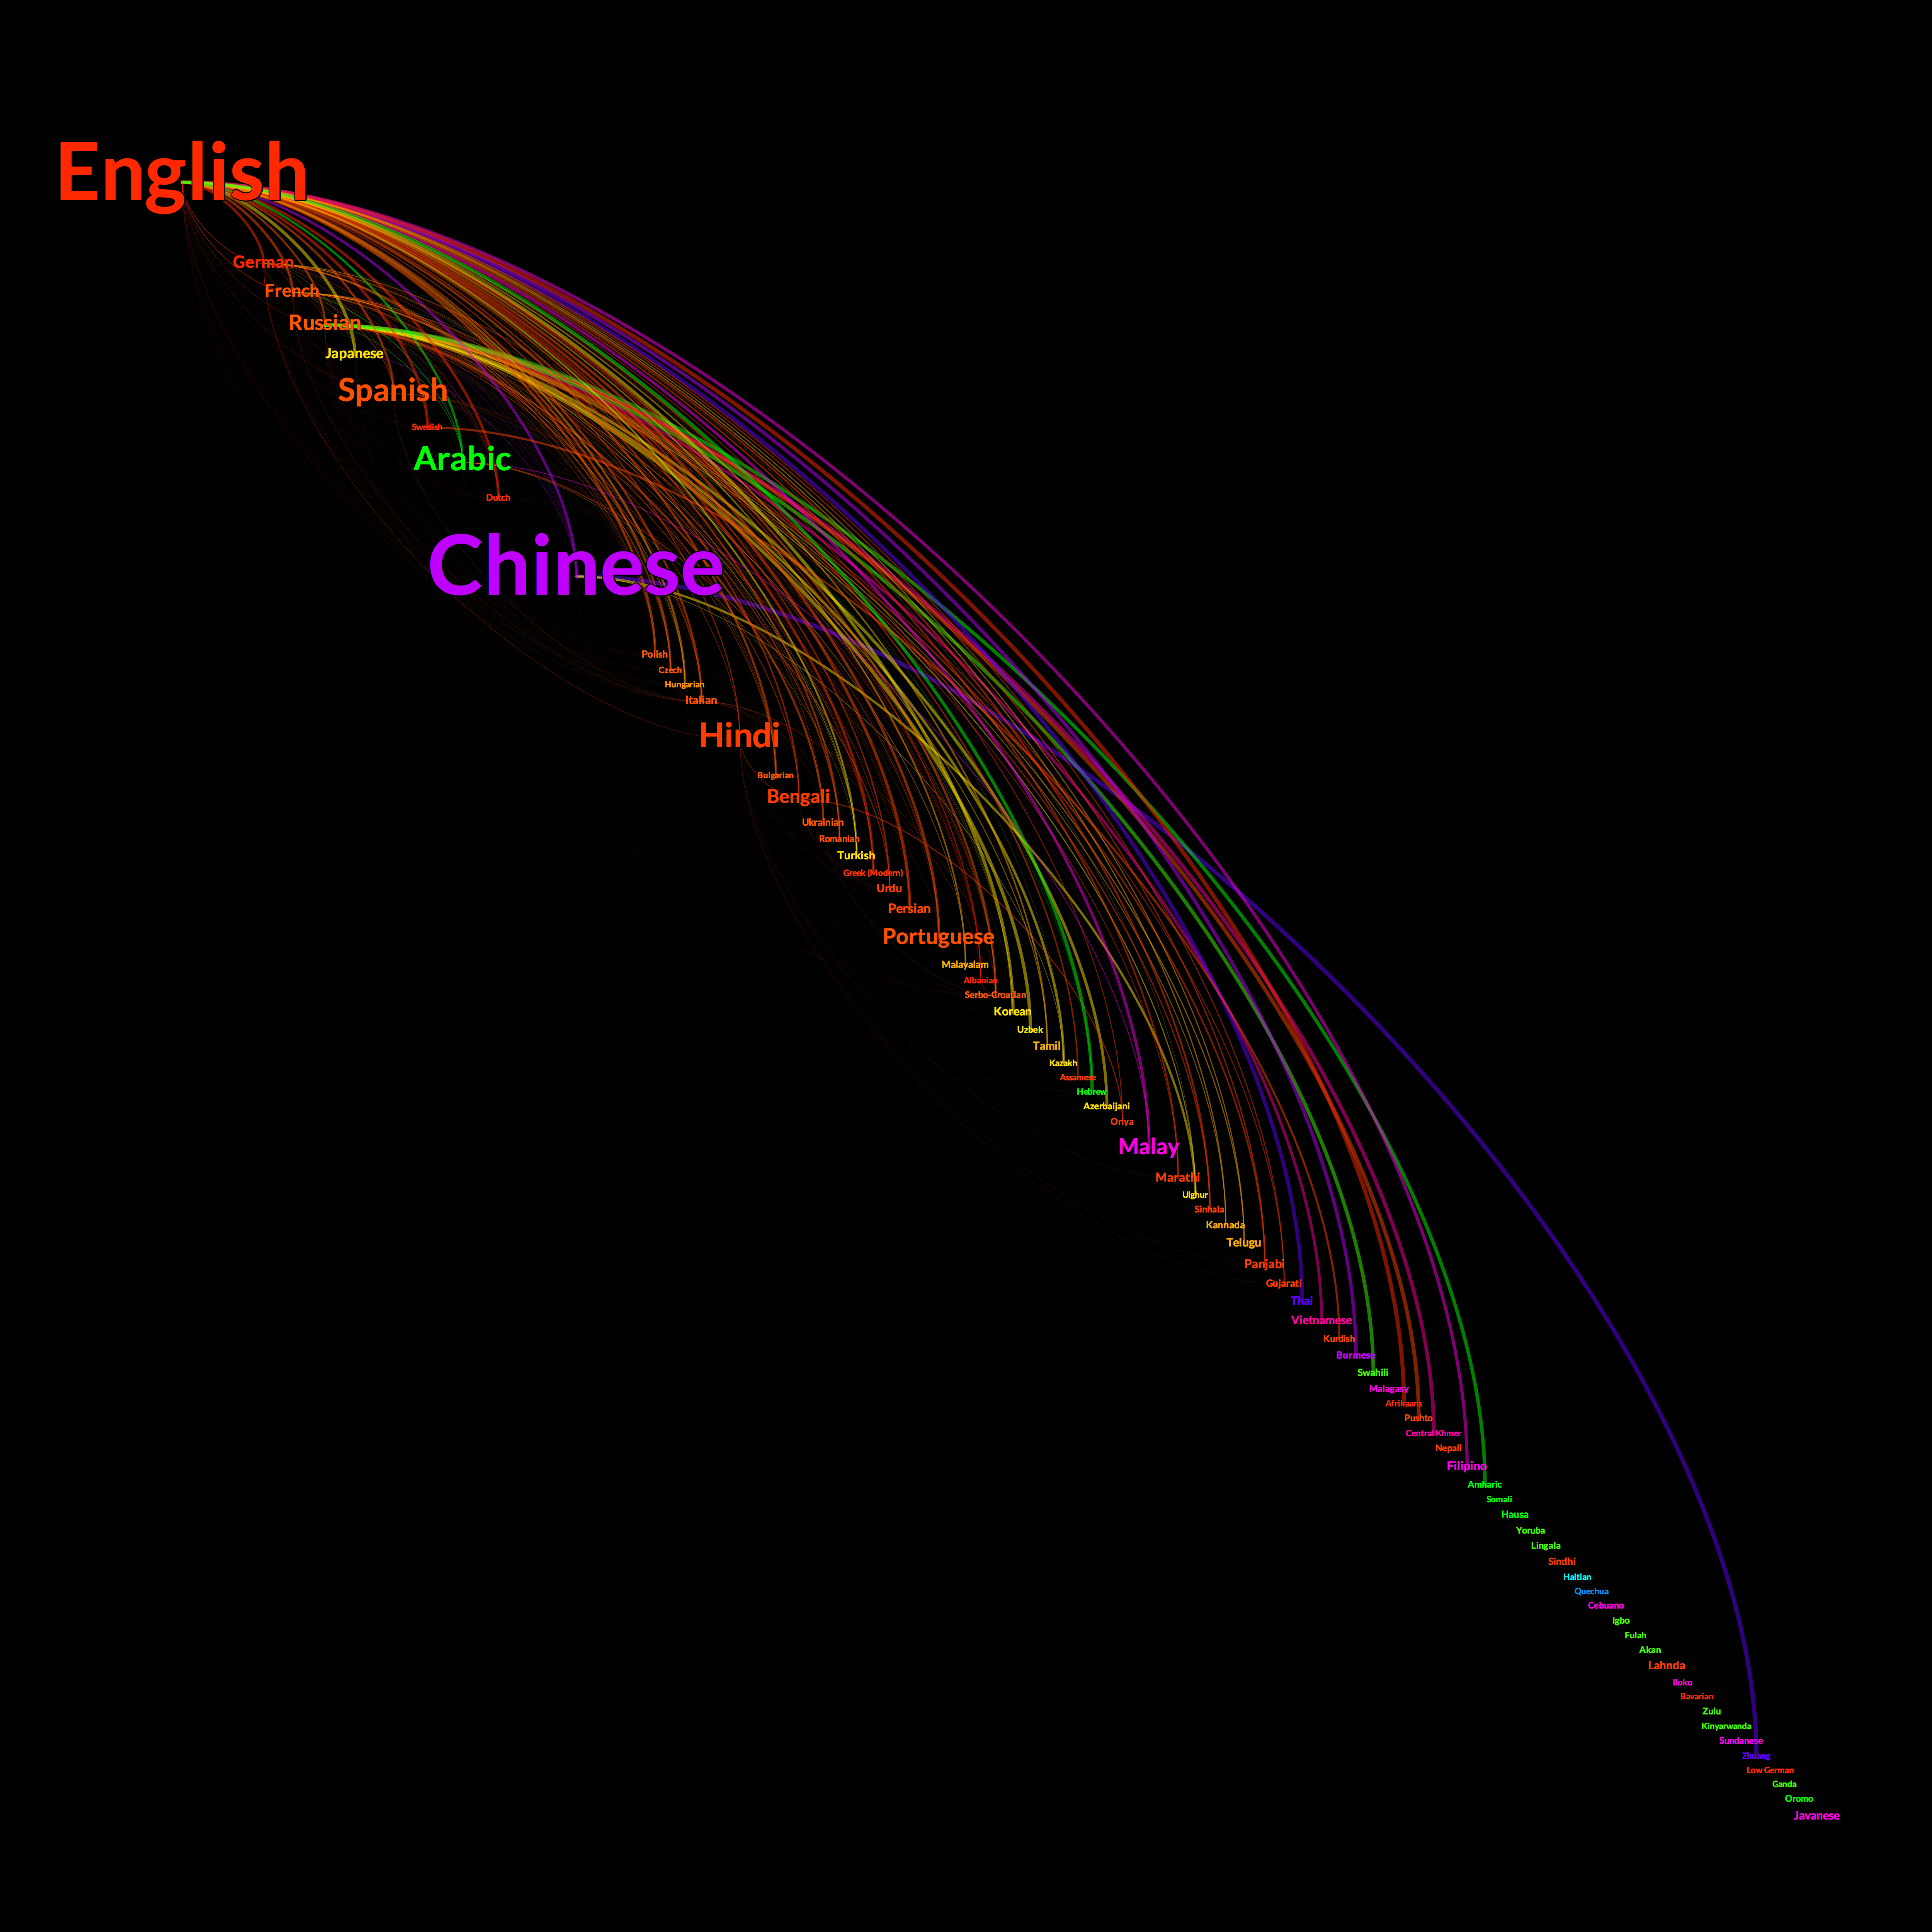 English
German
French
Russian
Japanese
Spanish
Swedish
Arabic
Dutch
Chinese
Polish
Czech
Hungarian
Italian
Hindi
Bulgarian
Bengali
Ukrainian
Romanian
Turkish
Greek (Modern)
Urdu
Persian
Portuguese
Malayalam
Albanian
Serbo-Croatian
Korean
Uzbek
Tamil
Kazakh
Assamese
Hebrew
Azerbaijani
Oriya
Malay
Marathi
Uighur
Sinhala
Kannada
Telugu
Panjabi
Gujarati
Thai
Vietnamese
Kurdish
Burmese
Swahili
Malagasy
Afrikaans
Pushto
Central Khmer
Nepali
Filipino
Amharic
Somali
Hausa
Yoruba
Lingala
Sindhi
Haitian
Quechua
Cebuano
Igbo
Fulah
Akan
Lahnda
Iloko
Bavarian
Zulu
Kinyarwanda
Sundanese
Zhuang
Low German
Ganda
Oromo
Javanese